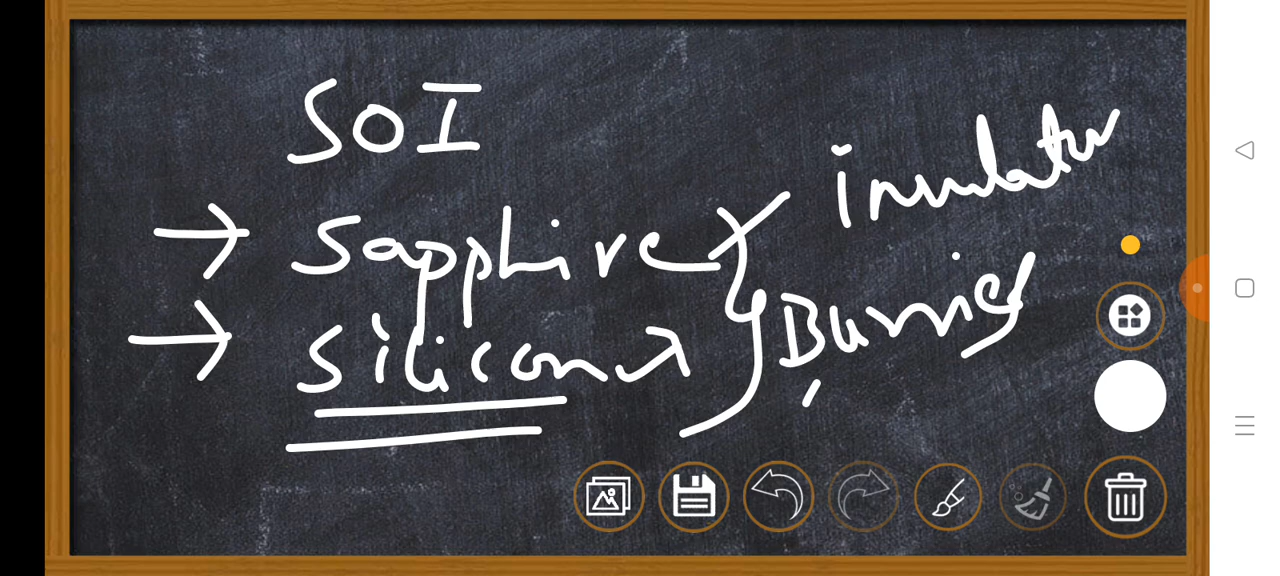 SOI
→ Sapphire
insulator
→ Silicon
Burried